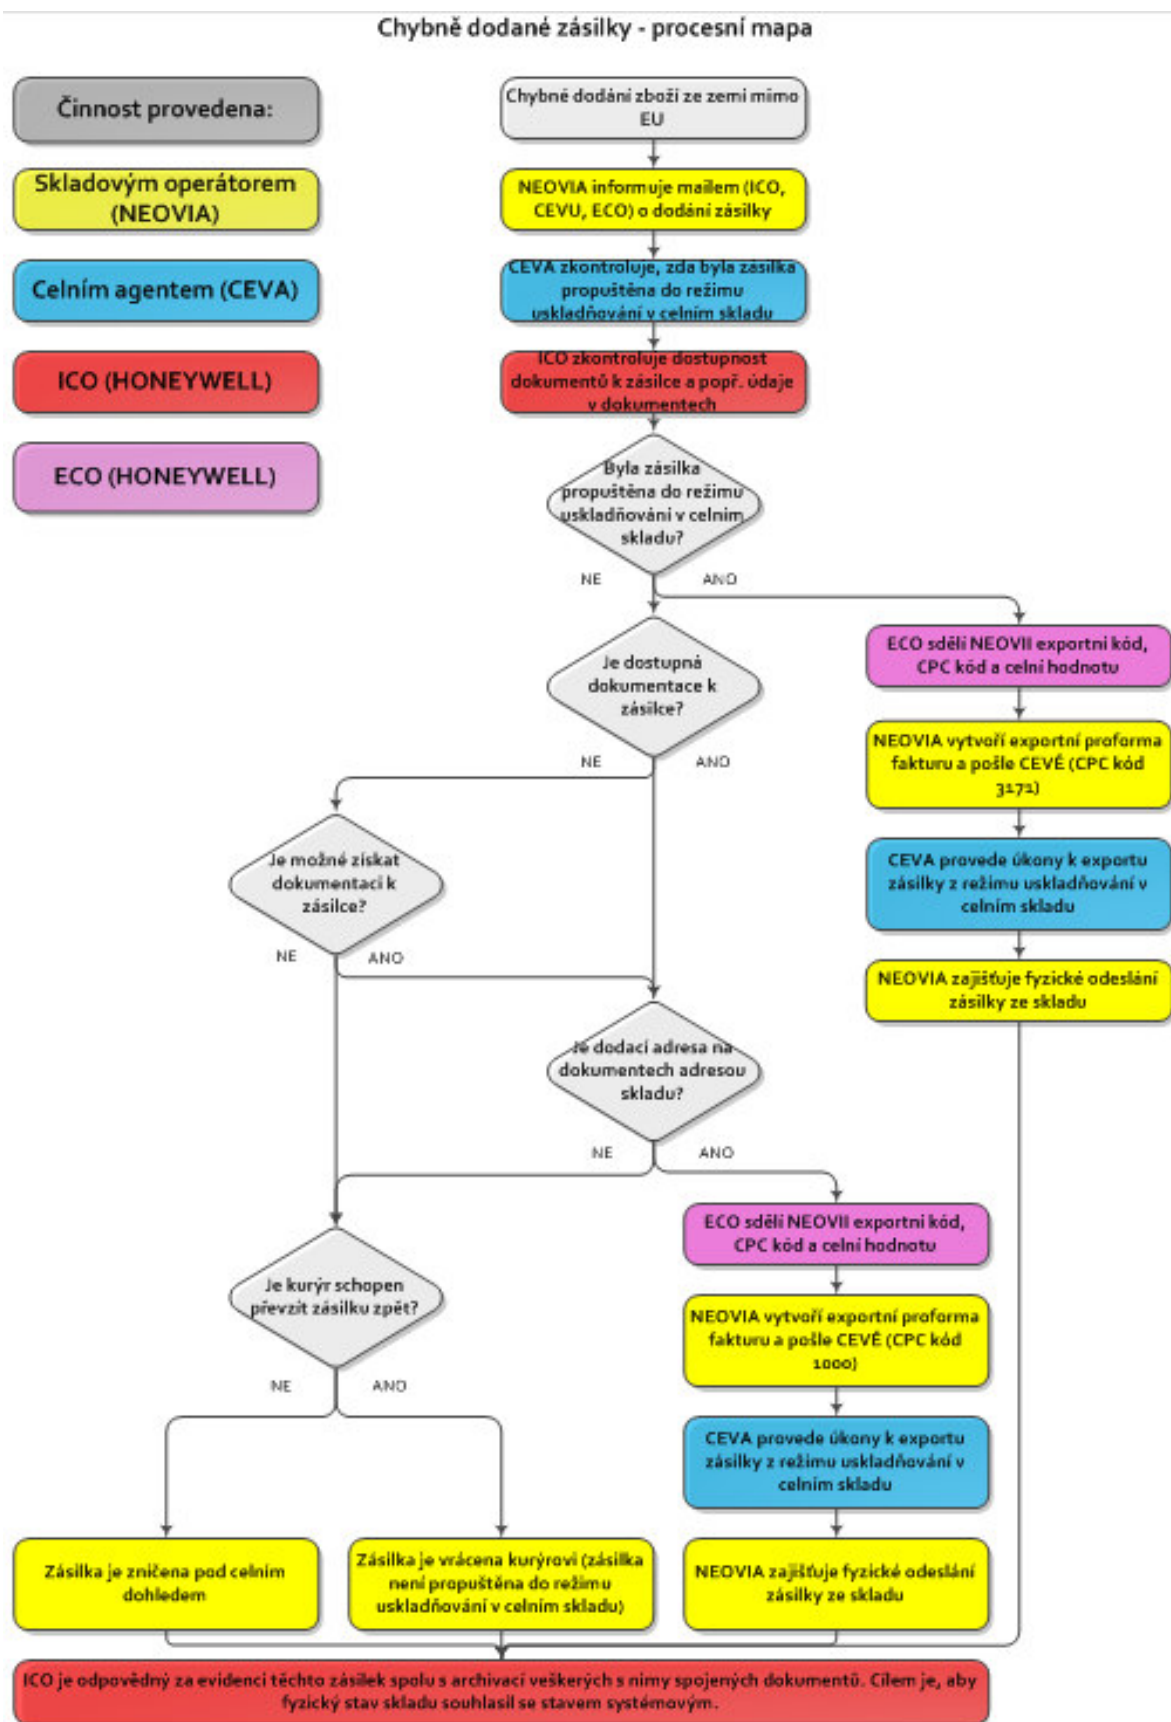 Chybně dodané zásilky - procesní mapa
Činnost provedena:
Skladovým operátorem
(NEOVIA)
Celním agentem (CEVA)
ICO (HONEYWELL)
ECO (HONEYWELL)
Chybné dodání zboží ze zemí mimo
EU
NEOVIA informuje mailem (ICO,
CEVU, ECO) o dodání zásilky
CEVA zkontroluje, zda byla zásilka
propuštěna do režimu
uskladňování v celním skladu
ICO zkontroluje dostupnost
dokumentů k zásilce a popř. údaje
v dokumentech
Byla zásilka
propuštěna do režimu
uskladňování v celním
skladu?
NE
ANO
Je dostupná
dokumentace k
zásilce?
NE
ANO
ECO sdělí NEOVII exportní kód,
CPC kód a celní hodnotu
NEOVIA vytvoří exportní proforma
fakturu a pošle CEVĚ (CPC kód
3171)
CEVA provede úkony k exportu
zásilky z režimu uskladňování v
celním skladu
NEOVIA zajišťuje fyzické odeslání
zásilky ze skladu
Je možné získat
dokumentaci k
zásilce?
NE
ANO
Je dodací adresa na
dokumentech adresou
skladu?
NE
ANO
ECO sdělí NEOVII exportní kód,
CPC kód a celní hodnotu
NEOVIA vytvoří exportní proforma
fakturu a pošle CEVĚ (CPC kód
1000)
CEVA provede úkony k exportu
zásilky z režimu uskladňování v
celním skladu
NEOVIA zajišťuje fyzické odeslání
zásilky ze skladu
Je kurýr schopen
převzít zásilku zpět?
NE
ANO
Zásilka je zničena pod celním
dohledem
Zásilka je vrácena kurýrovi (zásilka
není propuštěna do režimu
uskladňování v celním skladu)
ICO je odpovědný za evidenci těchto zásilek spolu s archivací veškerých s nimy spojených dokumentů. Cílem je, aby
fyzický stav skladu souhlasil se stavem systémovým.